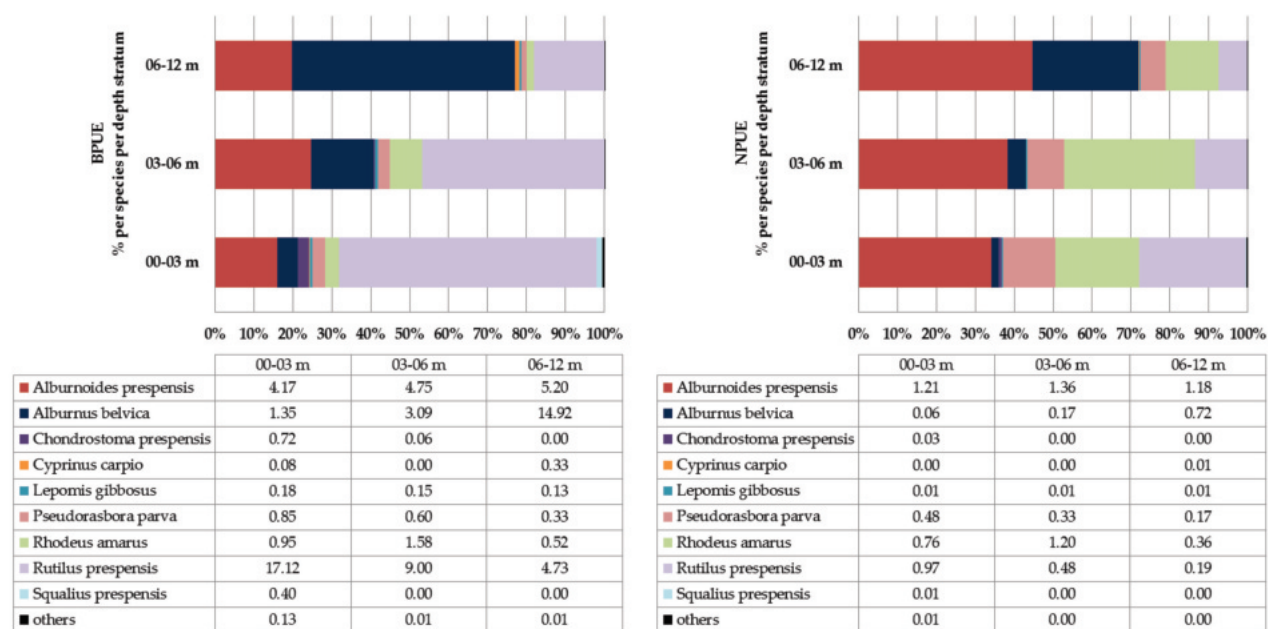 BPUE
% per species per depth stratum
06-12 m
03-06 m
00-03 m
0% 10% 20% 30% 40% 50% 60% 70% 80% 90% 100%
00-03 m 03-06 m 06-12 m
Alburnoides prespensis 4.17 4.75 5.20
Alburnus belvica 1.35 3.09 14.92
Chondrostoma prespensis 0.72 0.06 0.00
Cyprinus carpio 0.08 0.00 0.33
Lepomis gibbosus 0.18 0.15 0.13
Pseudorasbora parva 0.85 0.60 0.33
Rhodeus amarus 0.95 1.58 0.52
Rutilus prespensis 17.12 9.00 4.73
Squalius prespensis 0.40 0.00 0.00
others 0.13 0.01 0.01
NPUE
% per species per depth stratum
06-12 m
03-06 m
00-03 m
0% 10% 20% 30% 40% 50% 60% 70% 80% 90% 100%
00-03 m 03-06 m 06-12 m
Alburnoides prespensis 1.21 1.36 1.18
Alburnus belvica 0.06 0.17 0.72
Chondrostoma prespensis 0.03 0.00 0.00
Cyprinus carpio 0.00 0.00 0.01
Lepomis gibbosus 0.01 0.01 0.01
Pseudorasbora parva 0.48 0.33 0.17
Rhodeus amarus 0.76 1.20 0.36
Rutilus prespensis 0.97 0.48 0.19
Squalius prespensis 0.01 0.00 0.00
others 0.01 0.00 0.00